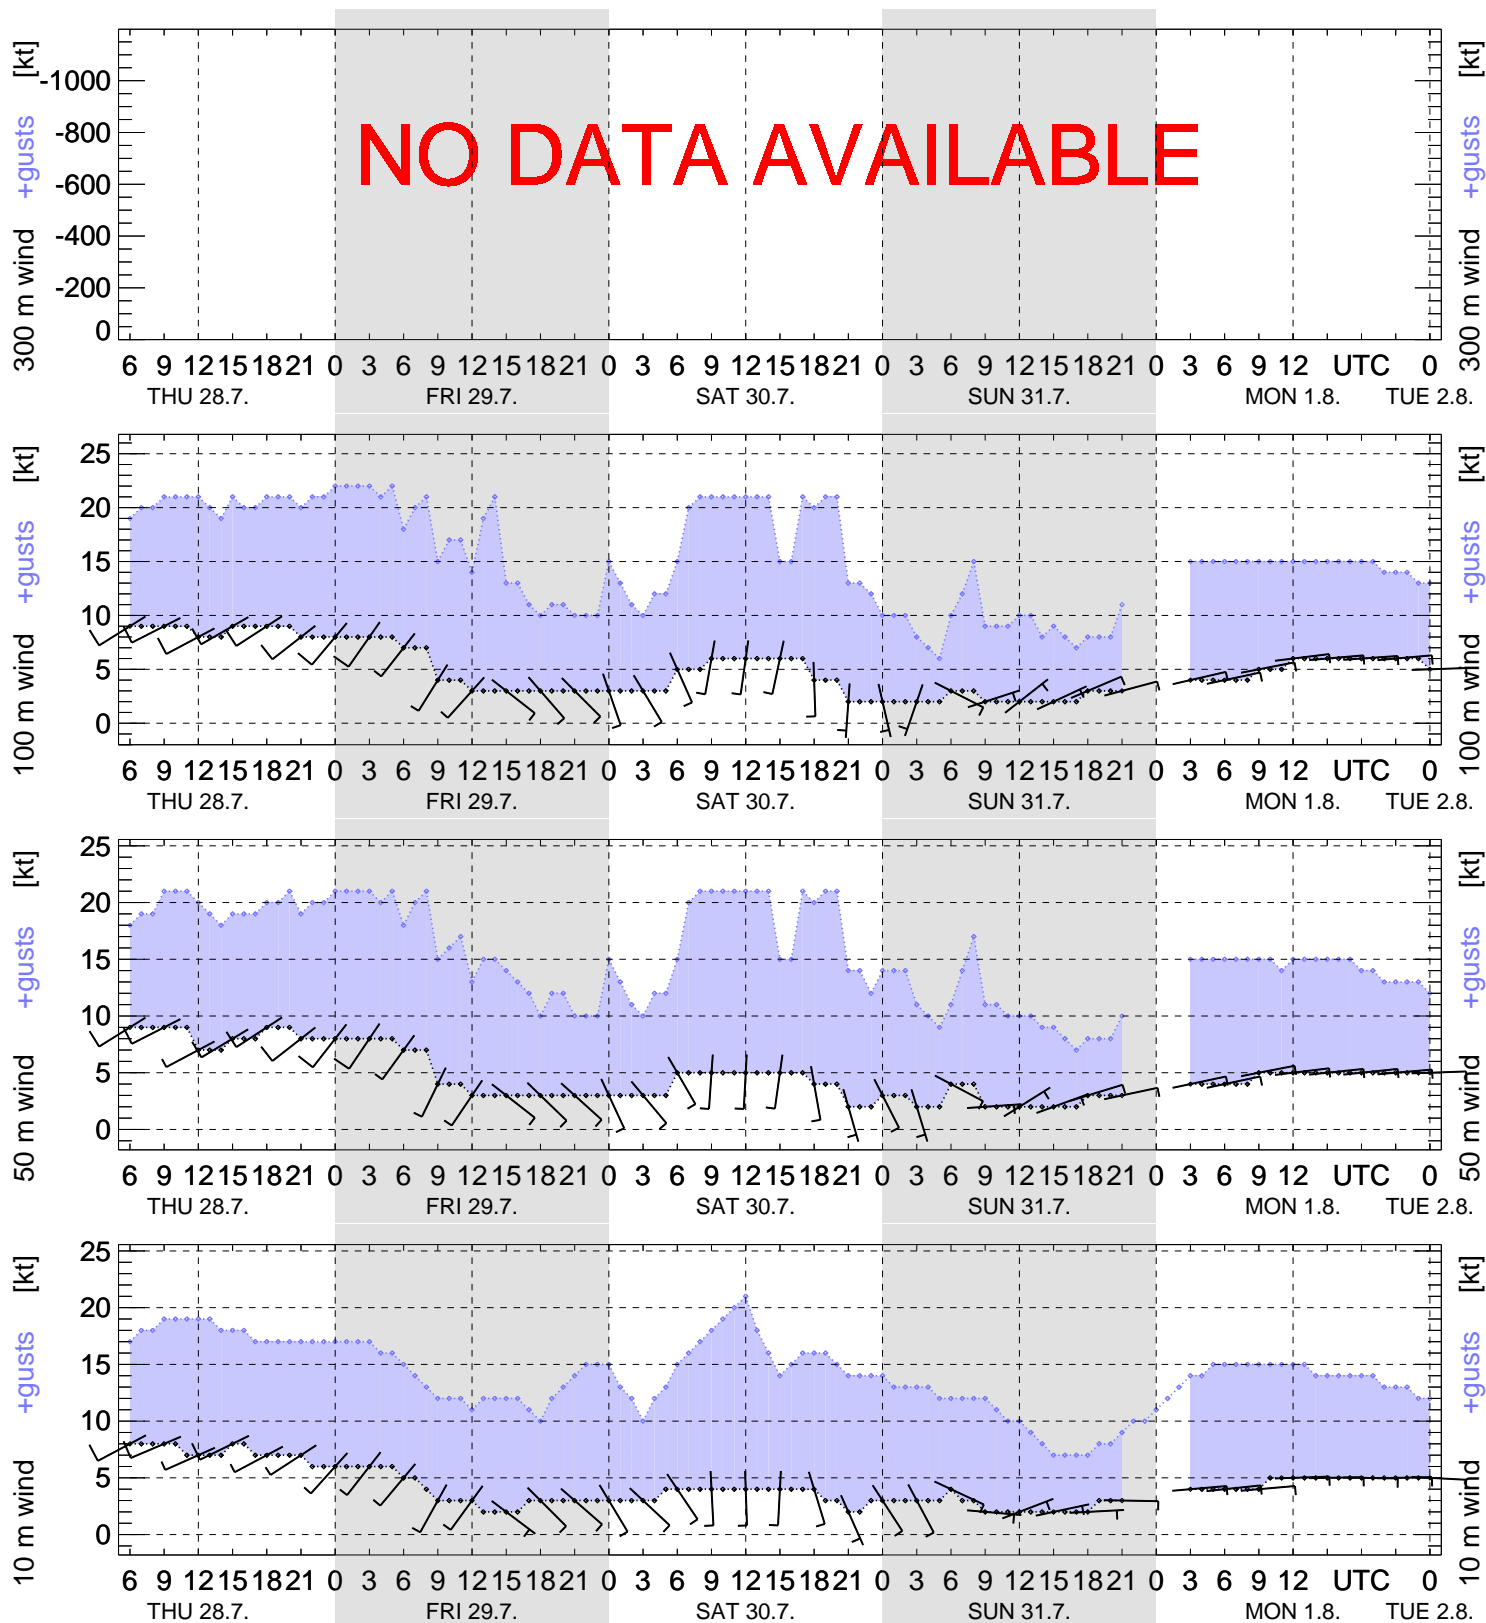 300 m wind +gusts [kt]
-1000
-800
-600
-400
-200
0
NO DATA AVAILABLE
300 m wind +gusts [kt]
6 9 12 15 18 21 0 3 6 9 12 15 18 21 0 3 6 9 12 15 18 21 0 3 6 9 12 15 18 21 0 3 6 9 12 UTC 0
THU 28.7. FRI 29.7. SAT 30.7. SUN 31.7. MON 1.8. TUE 2.8.
100 m wind +gusts [kt]
25
20
15
10
5
0
100 m wind +gusts [kt]
6 9 12 15 18 21 0 3 6 9 12 15 18 21 0 3 6 9 12 15 18 21 0 3 6 9 12 15 18 21 0 3 6 9 12 UTC 0
THU 28.7. FRI 29.7. SAT 30.7. SUN 31.7. MON 1.8. TUE 2.8.
50 m wind +gusts [kt]
25
20
15
10
5
0
50 m wind +gusts [kt]
6 9 12 15 18 21 0 3 6 9 12 15 18 21 0 3 6 9 12 15 18 21 0 3 6 9 12 15 18 21 0 3 6 9 12 UTC 0
THU 28.7. FRI 29.7. SAT 30.7. SUN 31.7. MON 1.8. TUE 2.8.
10 m wind +gusts [kt]
25
20
15
10
5
0
10 m wind +gusts [kt]
6 9 12 15 18 21 0 3 6 9 12 15 18 21 0 3 6 9 12 15 18 21 0 3 6 9 12 15 18 21 0 3 6 9 12 UTC 0
THU 28.7. FRI 29.7. SAT 30.7. SUN 31.7. MON 1.8. TUE 2.8.